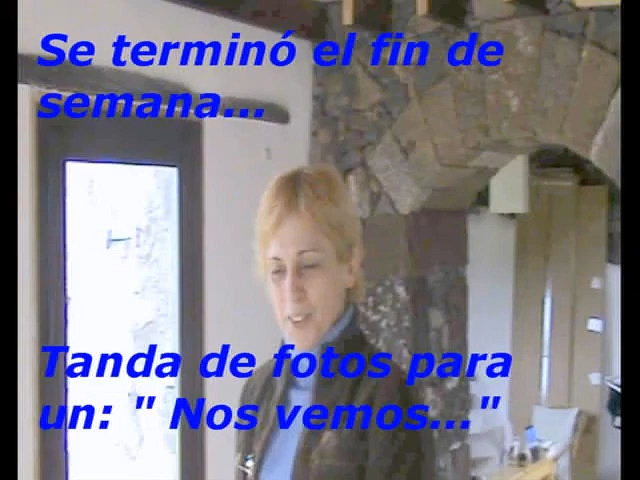 Se terminó el fin de
semana...
Tanda de fotos para
un: " Nos vemos..."